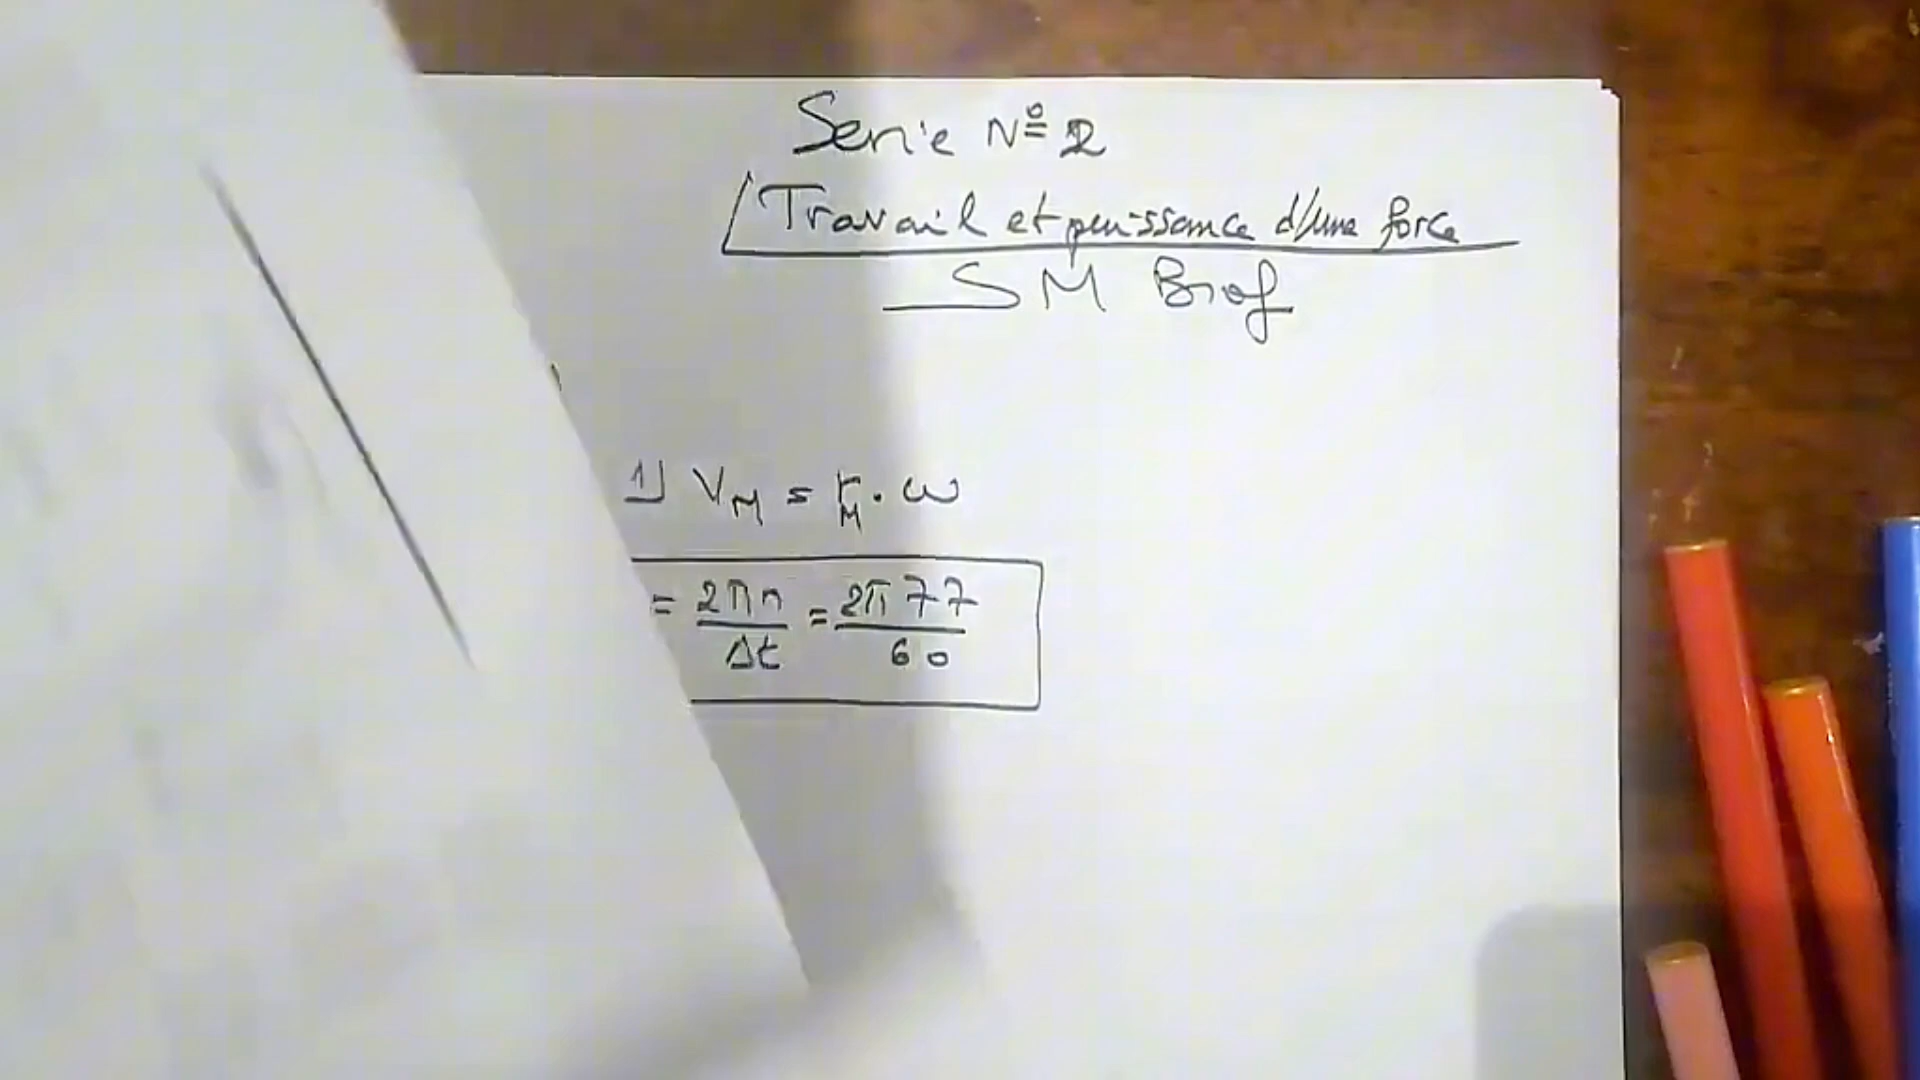 Serie N° 2
Travail et puissance d'une force
SM Biof
1) V_M = r_M . ω
= 2πn/Δt = 2π 77/60